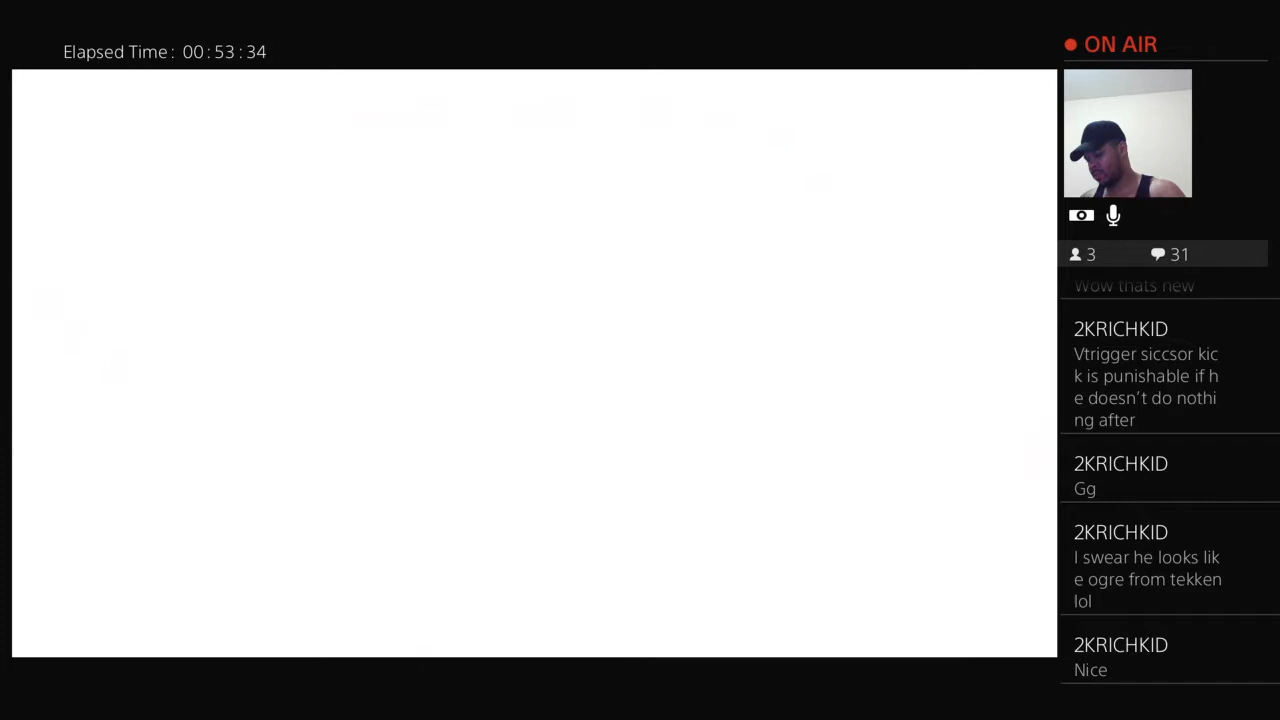 Elapsed Time: 00:53:34
ON AIR
3 31
Wow thats new
2KRICHKID
Vtrigger siccsor kic
k is punishable if h
e doesn't do nothi
ng after
2KRICHKID
Gg
2KRICHKID
I swear he looks lik
e ogre from tekken
lol
2KRICHKID
Nice